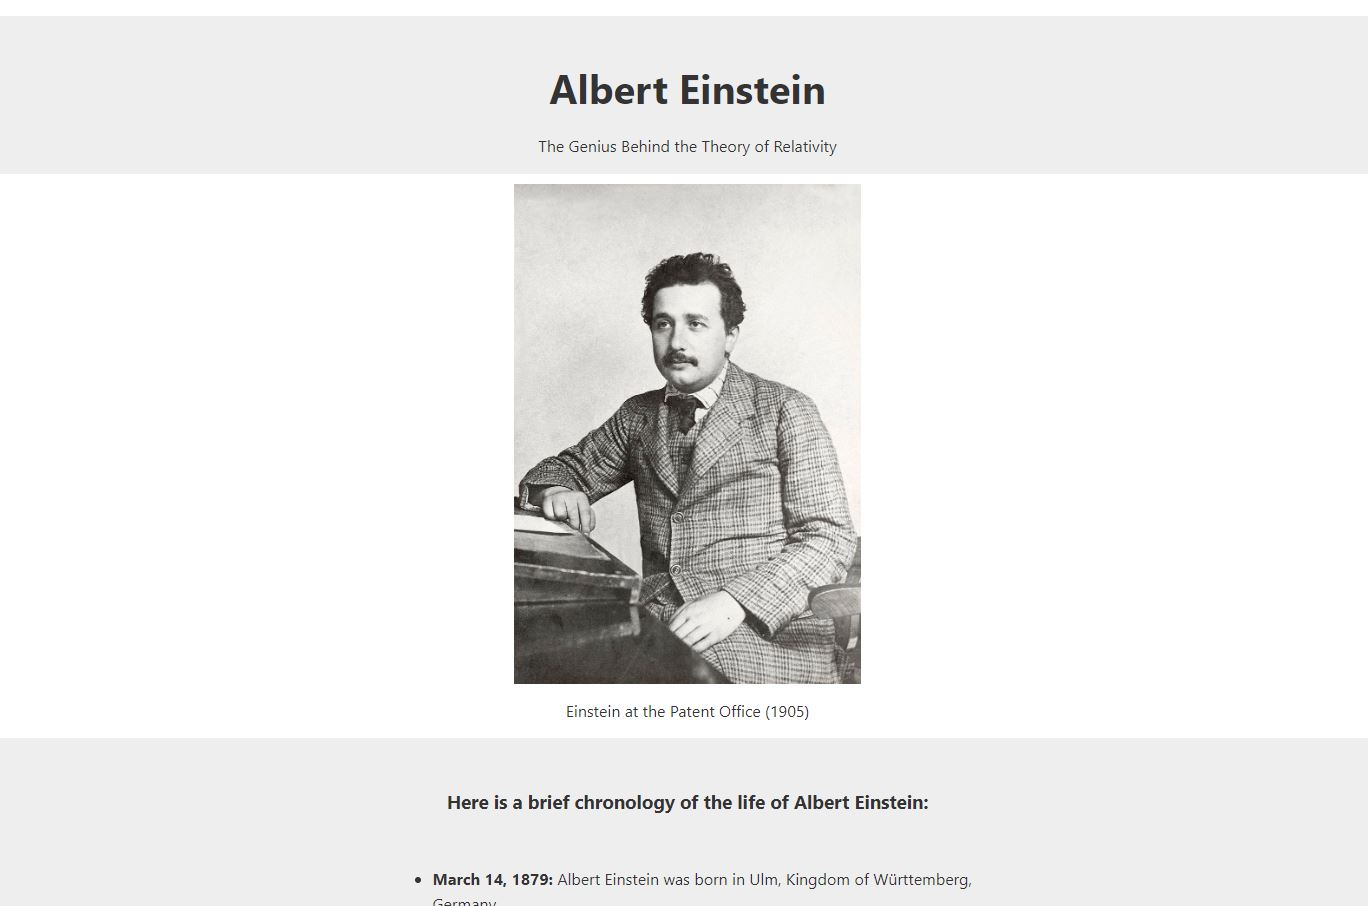 Albert Einstein
The Genius Behind the Theory of Relativity
Einstein at the Patent Office (1905)
Here is a brief chronology of the life of Albert Einstein:
March 14, 1879: Albert Einstein was born in Ulm, Kingdom of Württemberg,
Germany